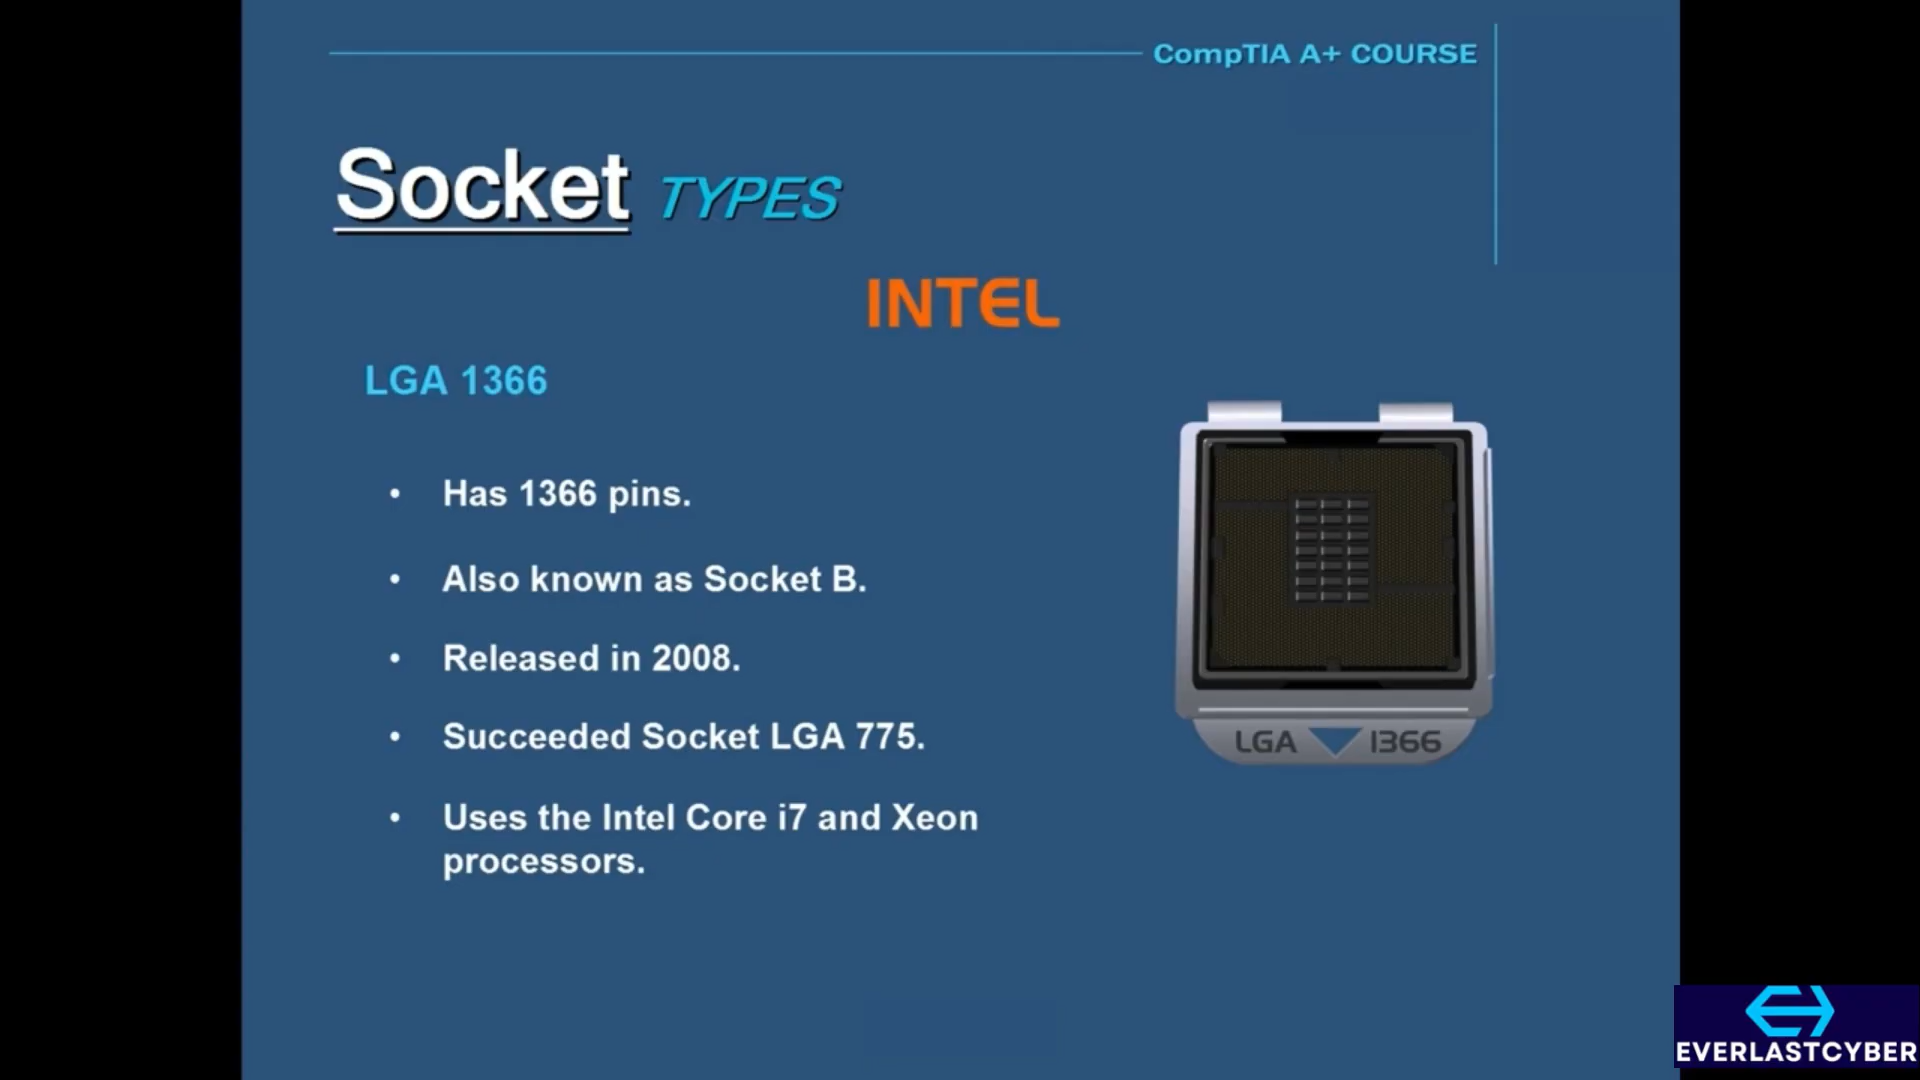 CompTIA A+ COURSE
Socket TYPES
INTEL
LGA 1366
• Has 1366 pins.
• Also known as Socket B.
• Released in 2008.
• Succeeded Socket LGA 775.
• Uses the Intel Core i7 and Xeon
processors.
LGA 1366
EVERLASTCYBER